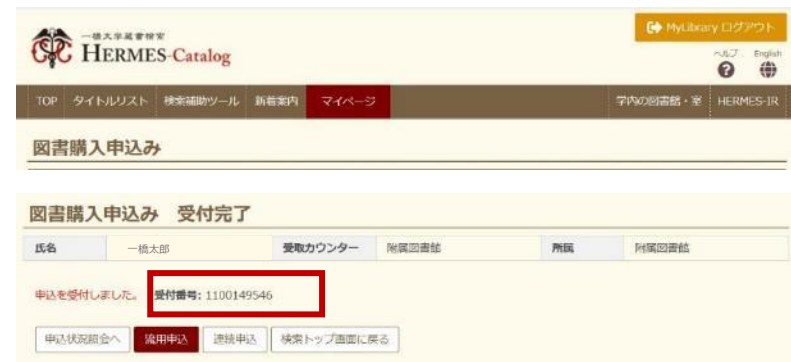 MyLibrary ログアウト
一橋大学蔵書検索
HERMES-Catalog
ヘルプ English
TOP タイトルリスト 検索補助ツール 新着案内 マイページ 学内の図書館・室 HERMES-IR
図書購入申込み
図書購入申込み 受付完了
氏名 一橋太郎 受取カウンター 附属図書館 所属 附属図書館
申込を受付しました。 受付番号: 1100149546
申込状況照会へ 流用申込 連続申込 検索トップ画面に戻る